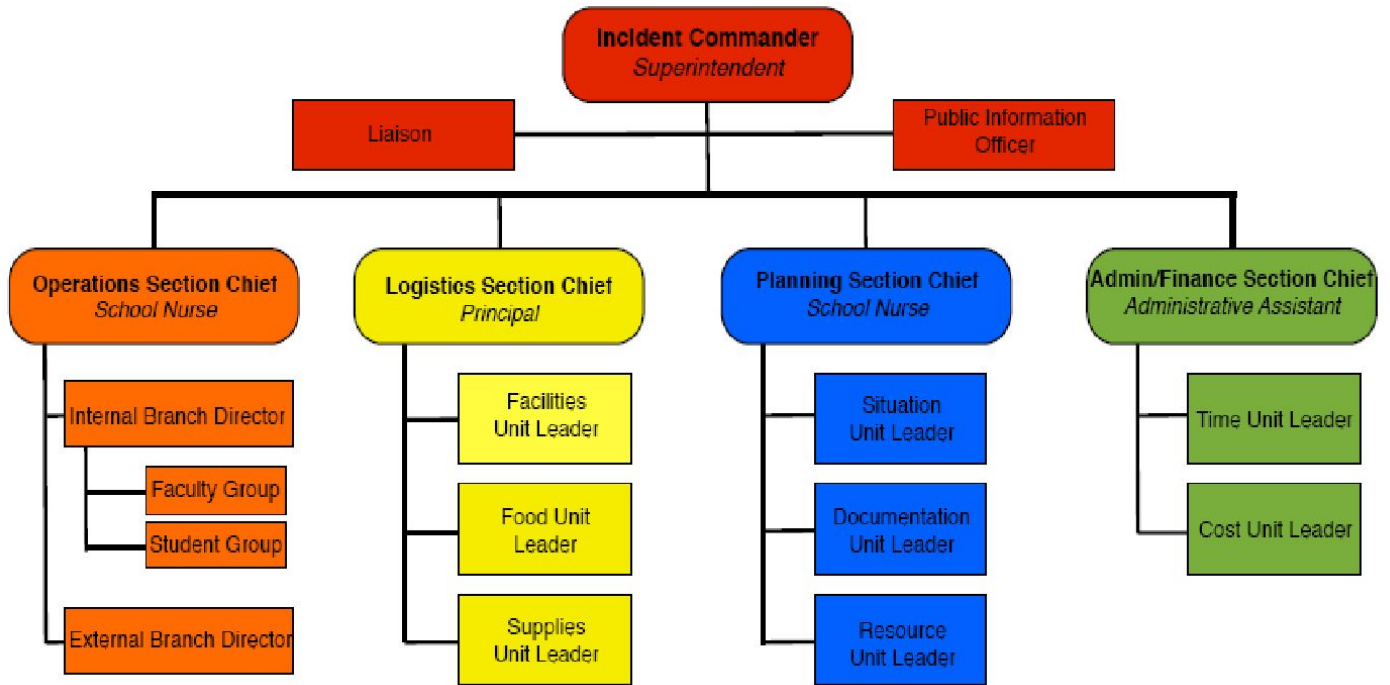 Incident Commander
Superintendent
Liaison
Public Information
Officer
Operations Section Chief
School Nurse
Logistics Section Chief
Principal
Planning Section Chief
School Nurse
Admin/Finance Section Chief
Administrative Assistant
Internal Branch Director
Faculty Group
Student Group
External Branch Director
Facilities
Unit Leader
Food Unit
Leader
Supplies
Unit Leader
Situation
Unit Leader
Documentation
Unit Leader
Resource
Unit Leader
Time Unit Leader
Cost Unit Leader